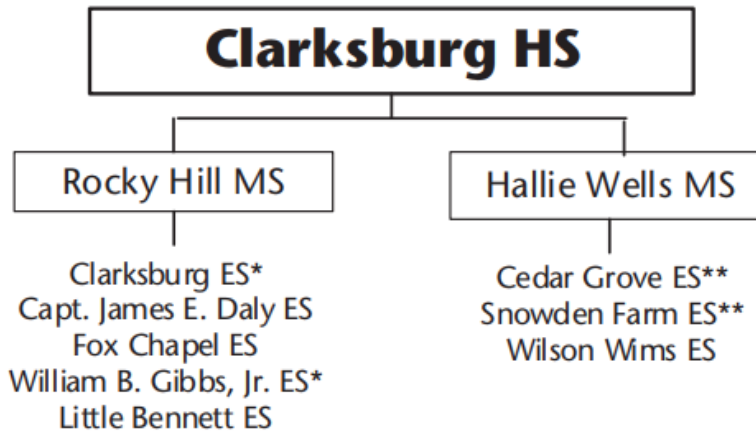 Clarksburg HS
Rocky Hill MS
Clarksburg ES*
Capt. James E. Daly ES
Fox Chapel ES
William B. Gibbs, Jr. ES*
Little Bennett ES
Hallie Wells MS
Cedar Grove ES**
Snowden Farm ES**
Wilson Wims ES